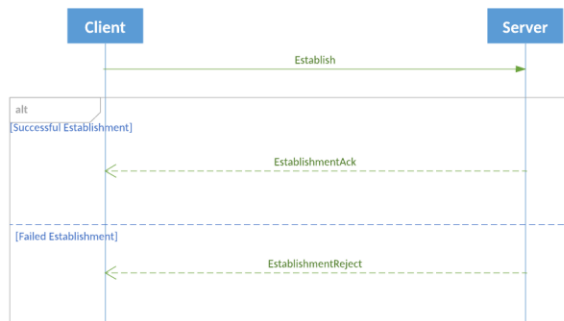 Client
Server
Establish
alt
[Successful Establishment]
EstablishmentAck
[Failed Establishment]
EstablishmentReject